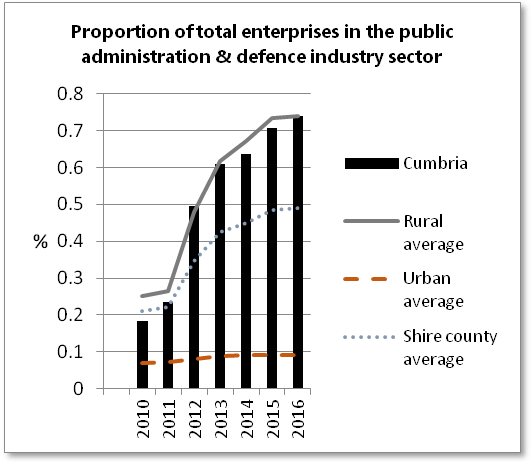 Proportion of total enterprises in the public
administration & defence industry sector
0.8
0.7
0.6
0.5
0.4
0.3
0.2
0.1
0
%
2010
2011
2012
2013
2014
2015
2016
Cumbria
Rural
average
Urban
average
Shire county
average